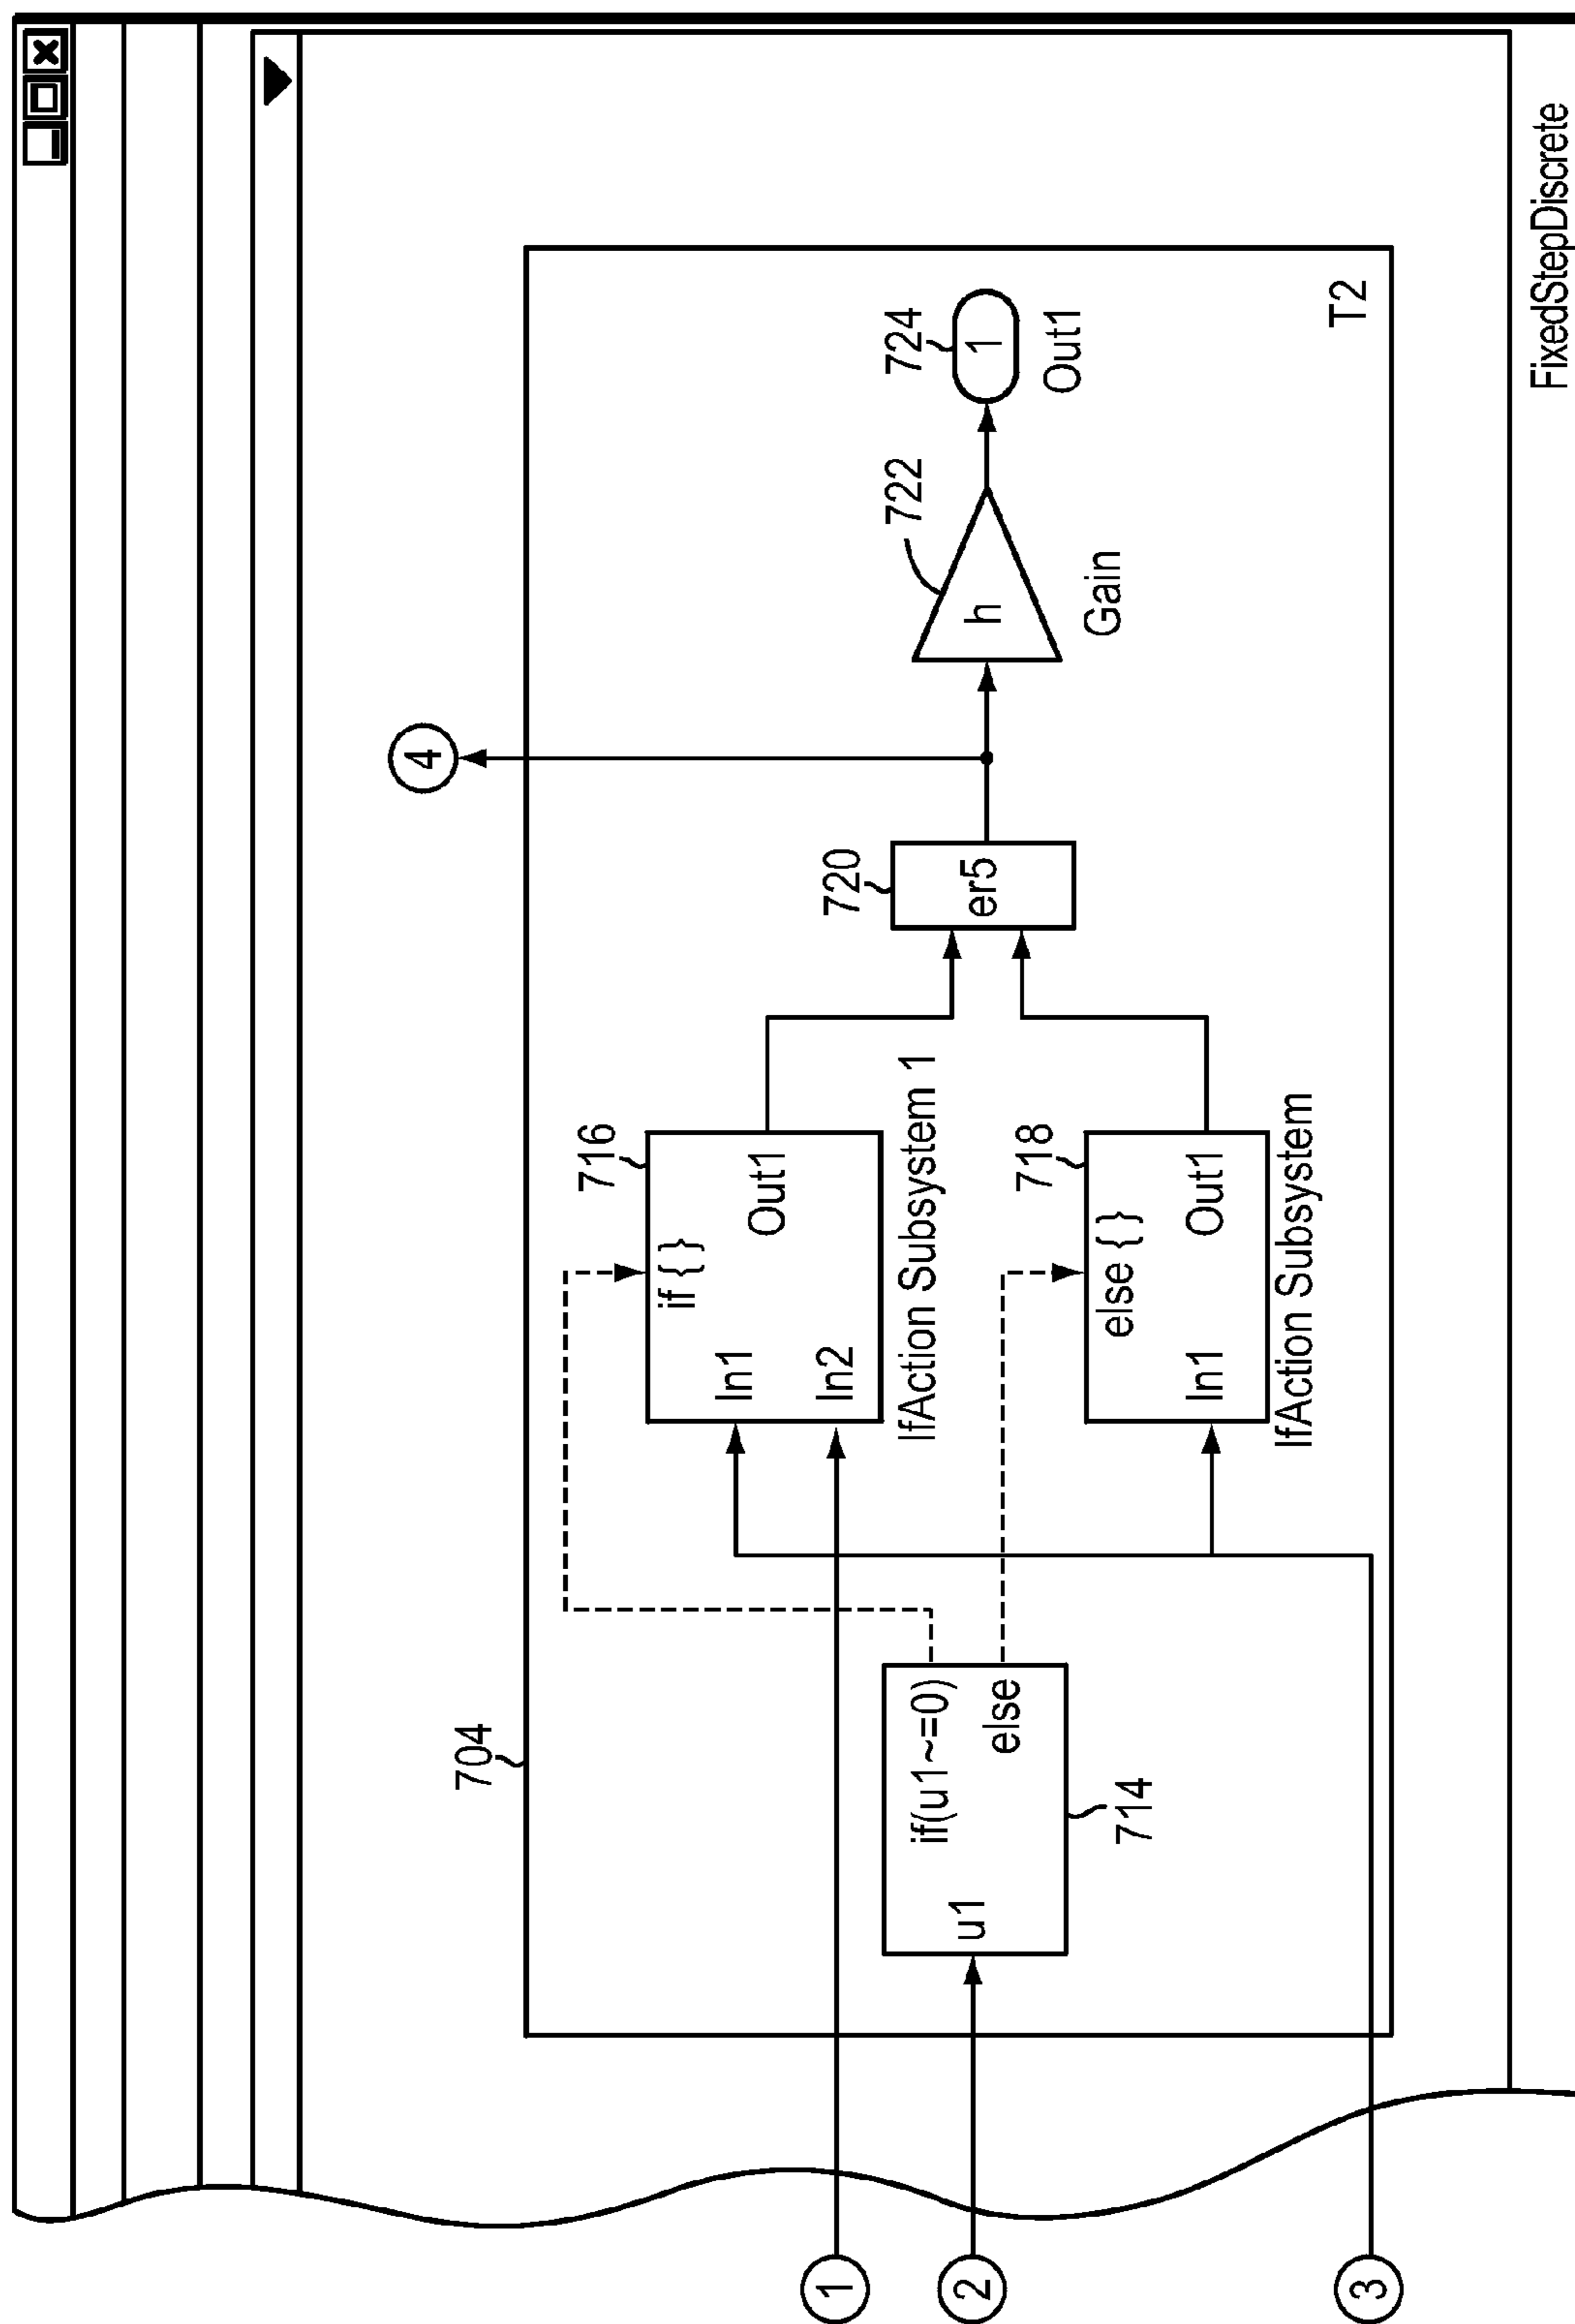 4
704
716
if { }
In1
Out1
In2
IfAction Subsystem 1
720
er5
722
h
Gain
724
1
Out1
1
2
u1
if(u1~=0)
else
714
718
else { }
In1
Out1
IfAction Subsystem
T2
3
FixedStepDiscrete